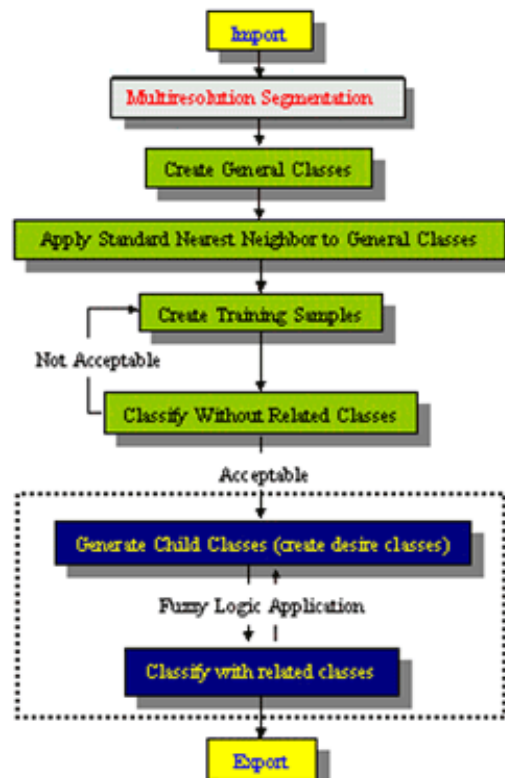 Import
Multiresolution Segmentation
Create General Classes
Apply Standard Nearest Neighbor to General Classes
Create Training Samples
Not Acceptable
Classify Without Related Classes
Acceptable
Generate Child Classes (create desire classes)
Fuzzy Logic Application
Classify with related classes
Export